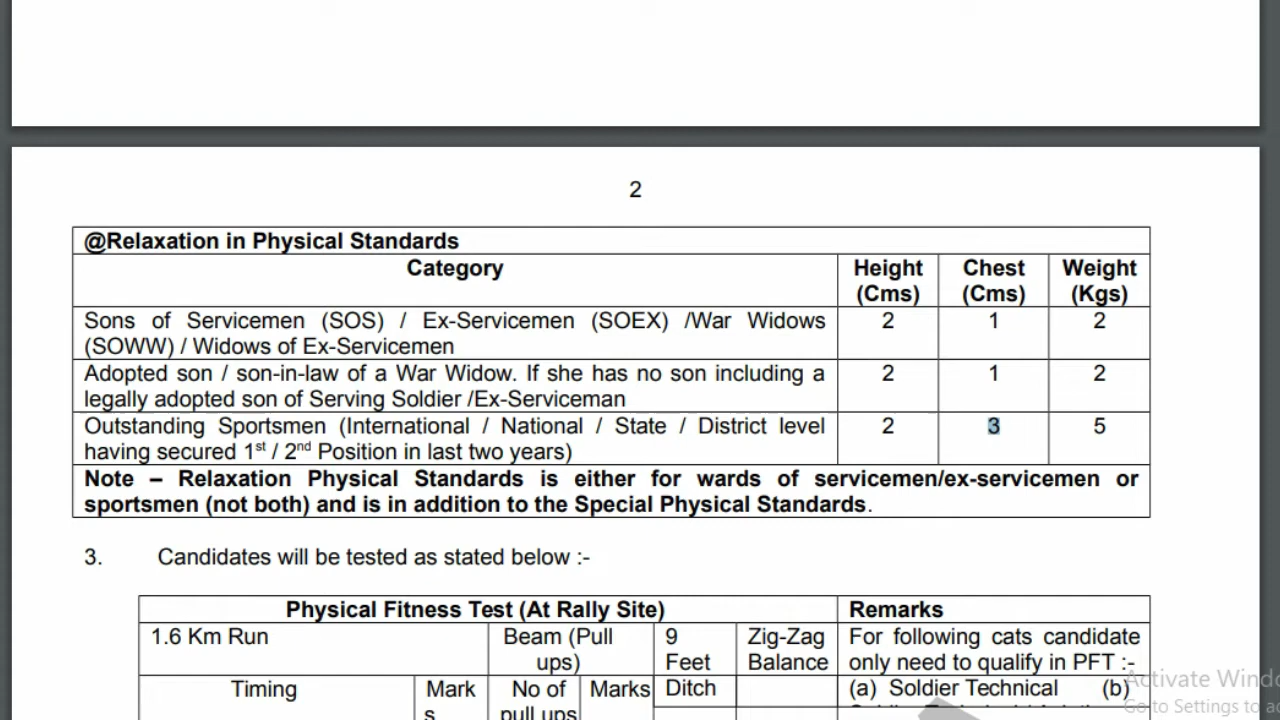 2
@Relaxation in Physical Standards
Category Height (Cms) Chest (Cms) Weight (Kgs)
Sons of Servicemen (SOS) / Ex-Servicemen (SOEX) /War Widows 2 1 2
(SOWW) / Widows of Ex-Servicemen
Adopted son / son-in-law of a War Widow. If she has no son including a 2 1 2
legally adopted son of Serving Soldier /Ex-Serviceman
Outstanding Sportsmen (International / National / State / District level 2 3 5
having secured 1st / 2nd Position in last two years)
Note – Relaxation Physical Standards is either for wards of servicemen/ex-servicemen or
sportsmen (not both) and is in addition to the Special Physical Standards.
3. Candidates will be tested as stated below :-
Physical Fitness Test (At Rally Site) Remarks
1.6 Km Run Beam (Pull 9 Zig-Zag For following cats candidate
ups) Feet Balance only need to qualify in PFT :-
Timing Mark No of Marks Ditch (a) Soldier Technical (b)
s pull ups
Activate Windo
Go to Settings to a